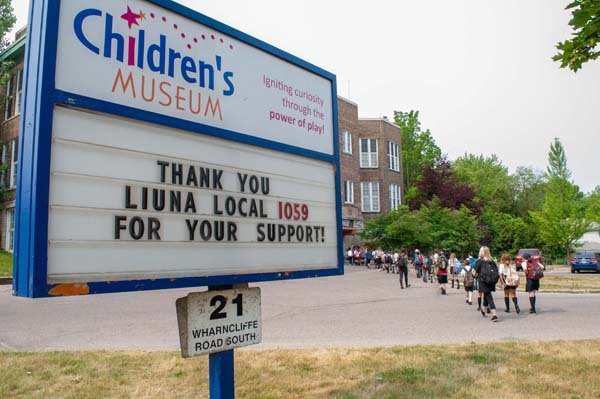 Children's
MUSEUM
Igniting curiosity
through the
power of play!
THANK YOU
LIUNA LOCAL 1059
FOR YOUR SUPPORT!
21
WHARNCLIFFE
ROAD SOUTH